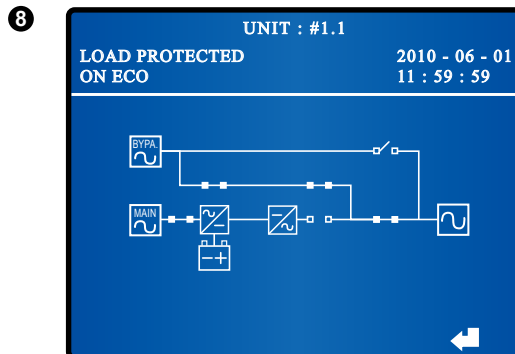 8
UNIT : #1.1
LOAD PROTECTED 2010 - 06 - 01
ON ECO 11 : 59 : 59
BYPA.
MAIN